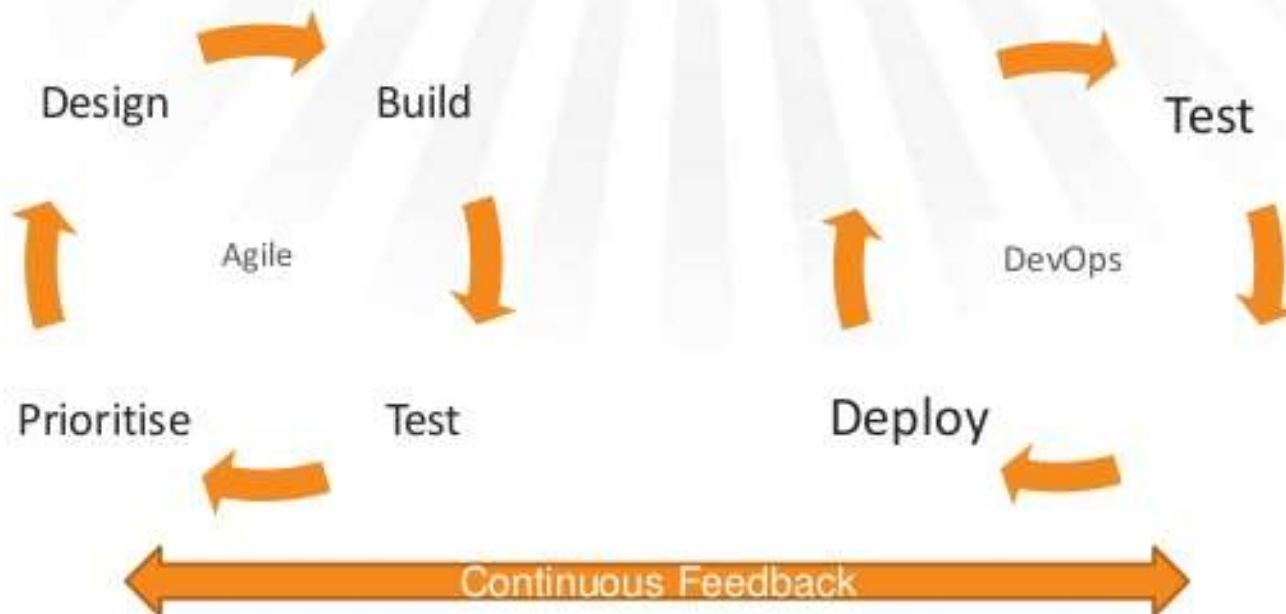 Design
Build
Test
Agile
DevOps
Prioritise
Test
Deploy
Continuous Feedback